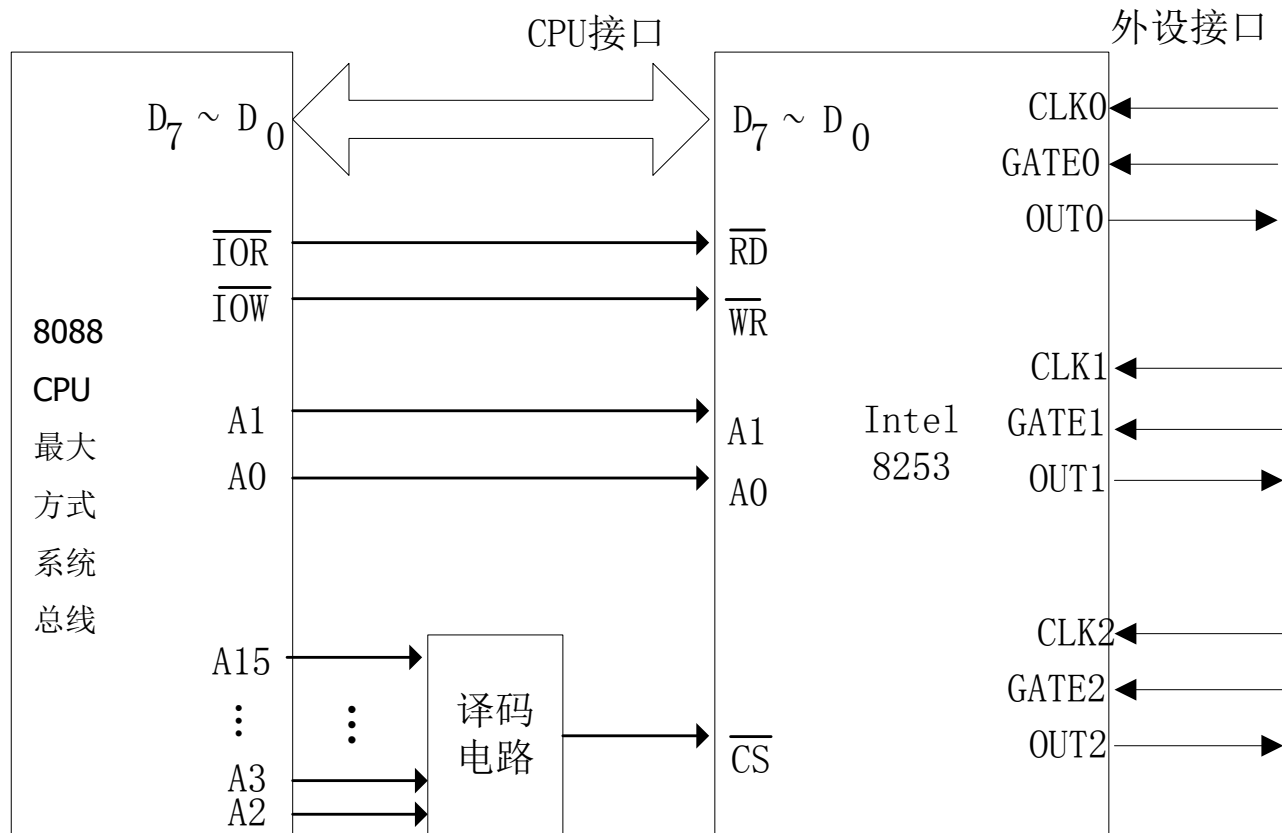 CPU接口
外设接口
D7 ~ D0
D7 ~ D0
CLK0
GATE0
OUT0
IOR
RD
IOW
WR
8088
CPU
最大
方式
系统
总线
A1
A1
A0
A0
Intel
8253
CLK1
GATE1
OUT1
A15
⋮
⋮
A3
A2
译码
电路
CS
CLK2
GATE2
OUT2